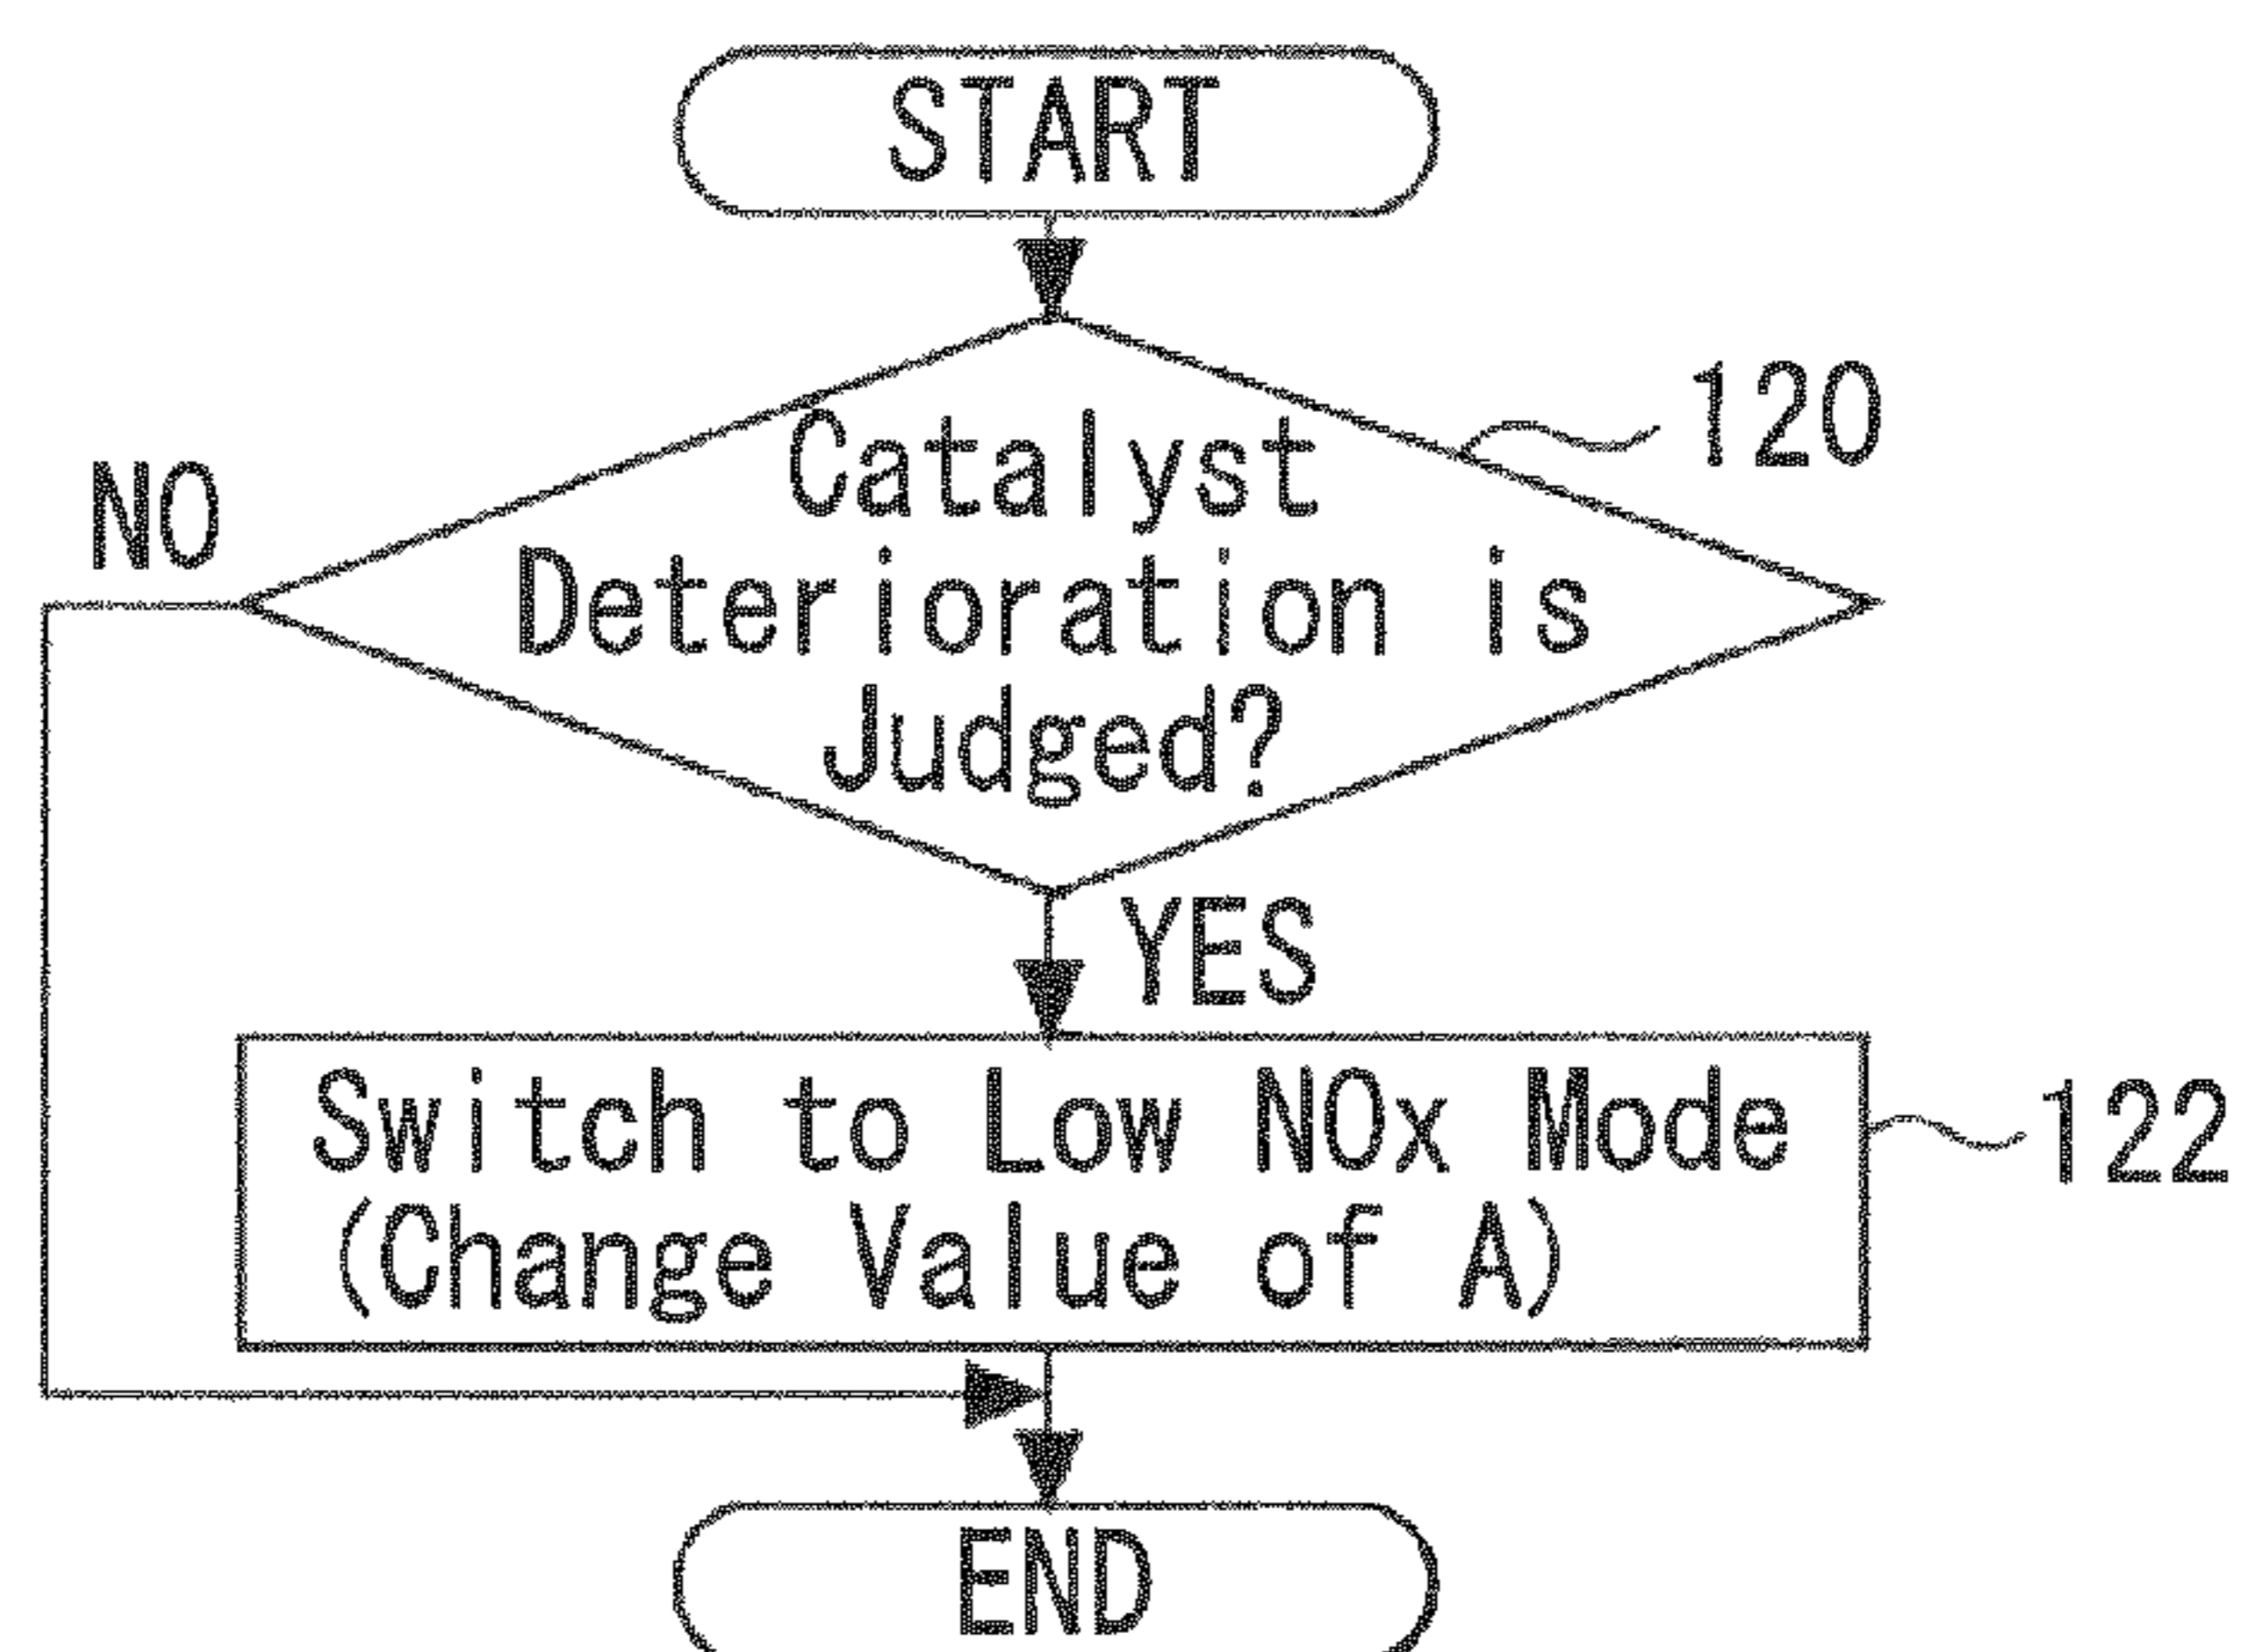 START
120
Catalyst
NO
Deterioration is
Judged?
YES
Switch to Low NOx Mode
122
(Change Value of A)
END